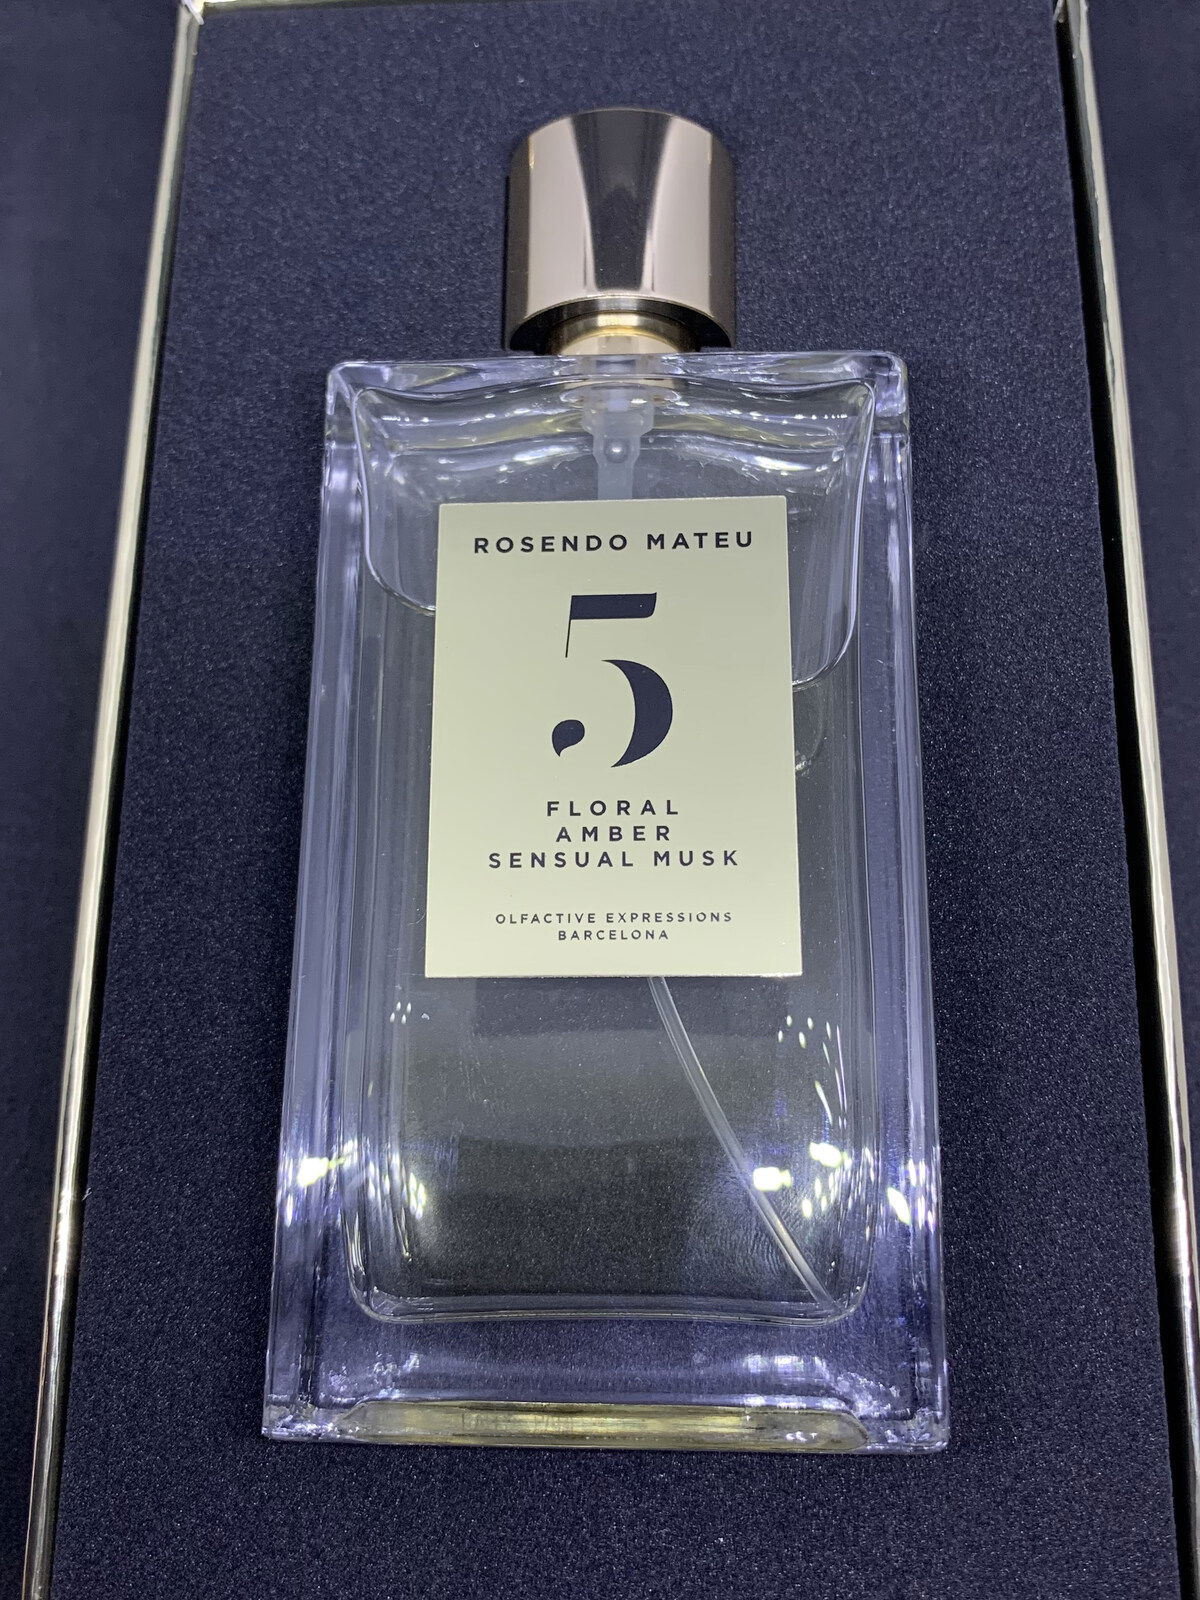 ROSENDO MATEU
5
FLORAL
AMBER
SENSUAL MUSK
OLFACTIVE EXPRESSIONS
BARCELONA